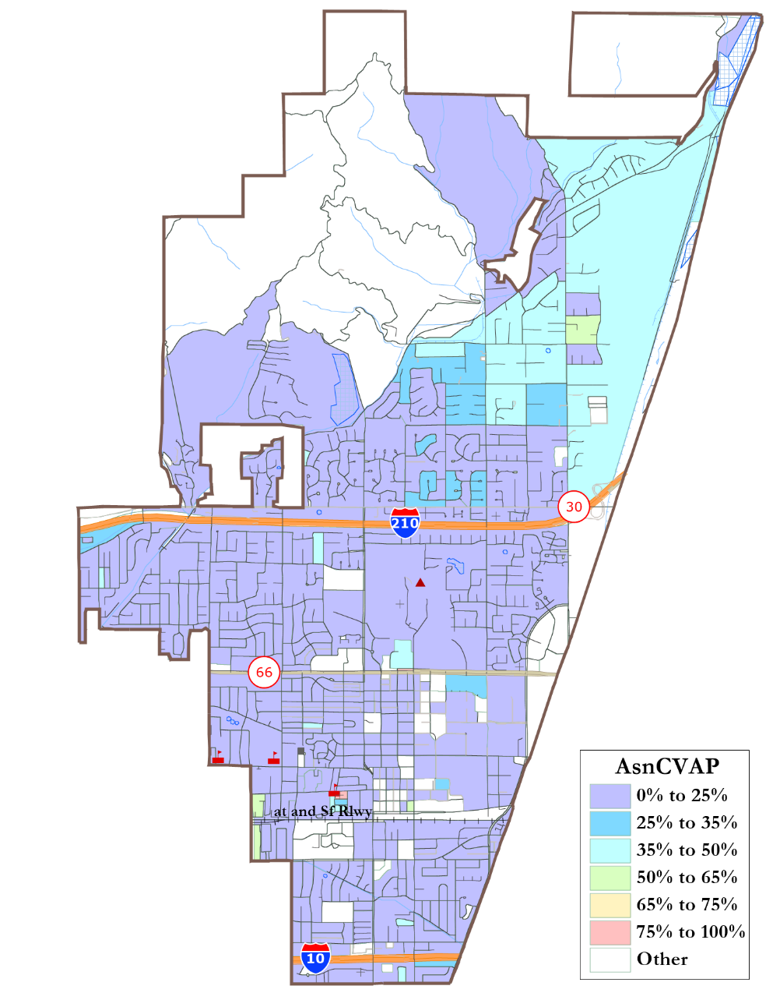 30
210
66
at and Sf Rlwy
10
AsnCVAP
0% to 25%
25% to 35%
35% to 50%
50% to 65%
65% to 75%
75% to 100%
Other